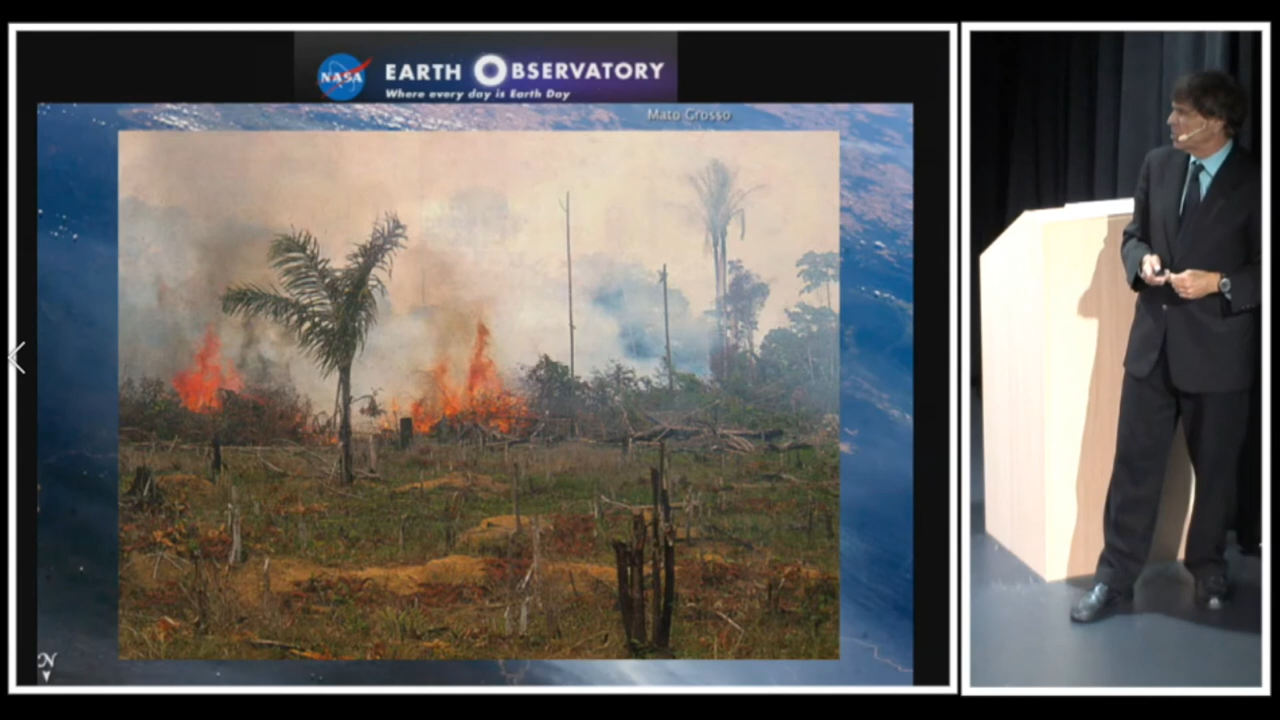 NASA
EARTH OBSERVATORY
Where every day is Earth Day
Mato Grosso
N